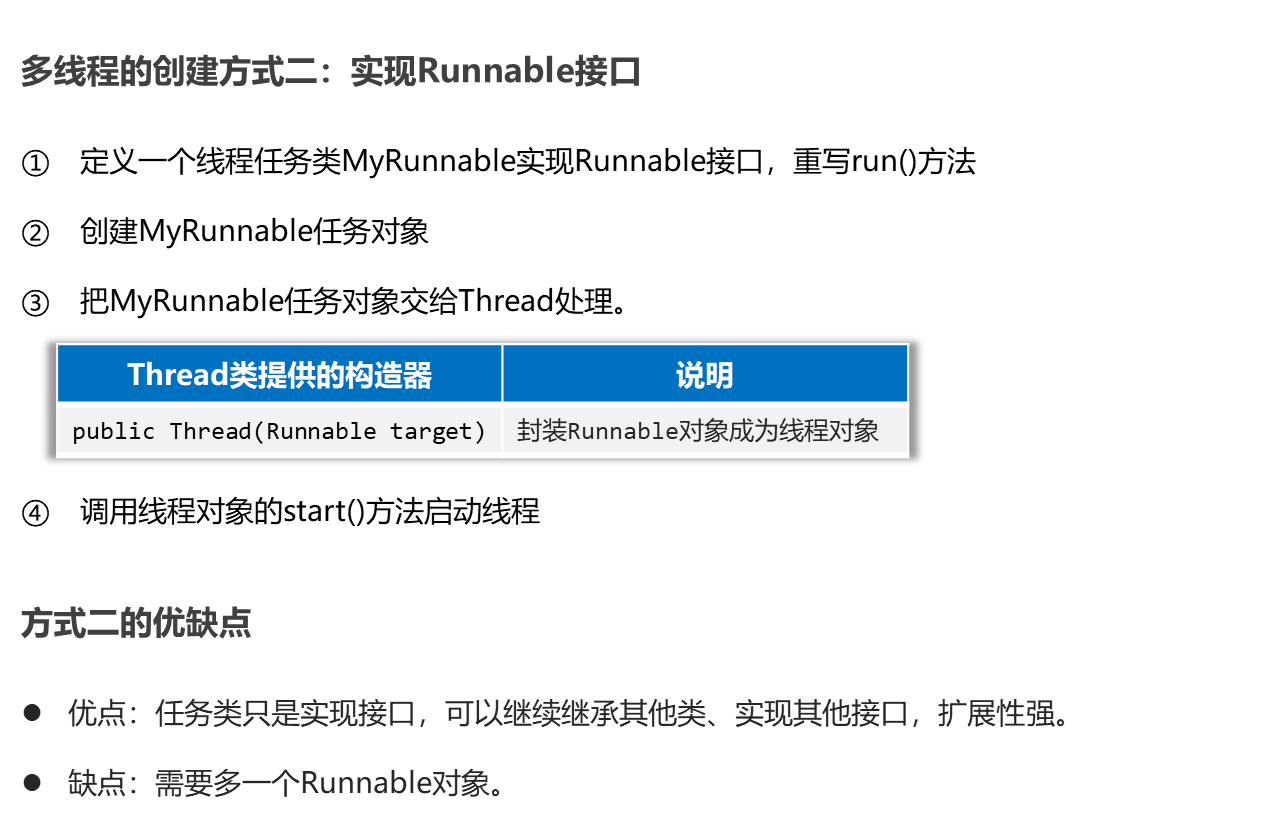 多线程的创建方式二：实现Runnable接口
① 定义一个线程任务类MyRunnable实现Runnable接口，重写run()方法
② 创建MyRunnable任务对象
③ 把MyRunnable任务对象交给Thread处理。
Thread类提供的构造器 说明
public Thread(Runnable target) 封装Runnable对象成为线程对象
④ 调用线程对象的start()方法启动线程
方式二的优缺点
● 优点：任务类只是实现接口，可以继续继承其他类、实现其他接口，扩展性强。
● 缺点：需要多一个Runnable对象。